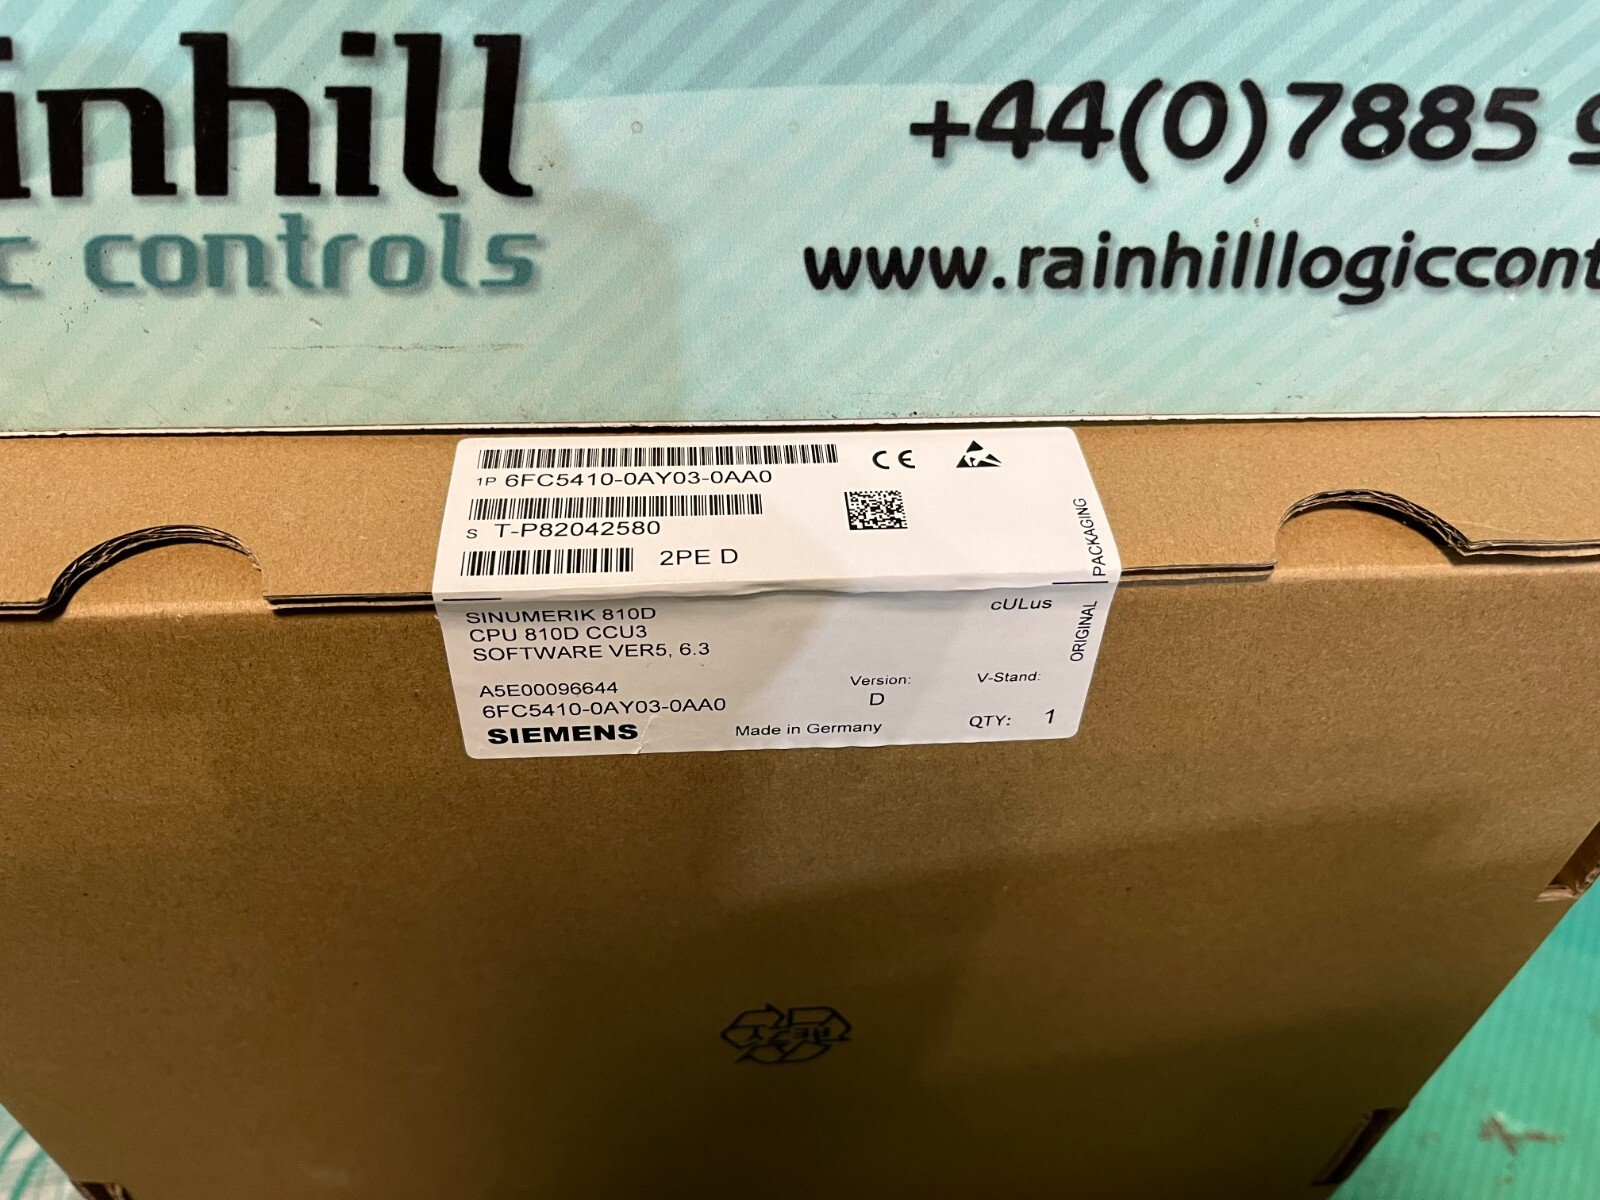 inhill
c controls
+44(0)7885 9
www.rainhilllogiccont
1P 6FC5410-0AY03-0AA0
S T-P82042580
2PE D
CE
ORIGINAL PACKAGING
SINUMERIK 810D
CPU 810D CCU3
SOFTWARE VER5, 6.3
cULus
A5E00096644
6FC5410-0AY03-0AA0
SIEMENS
Made in Germany
Version:
D
V-Stand:
QTY: 1
RESY